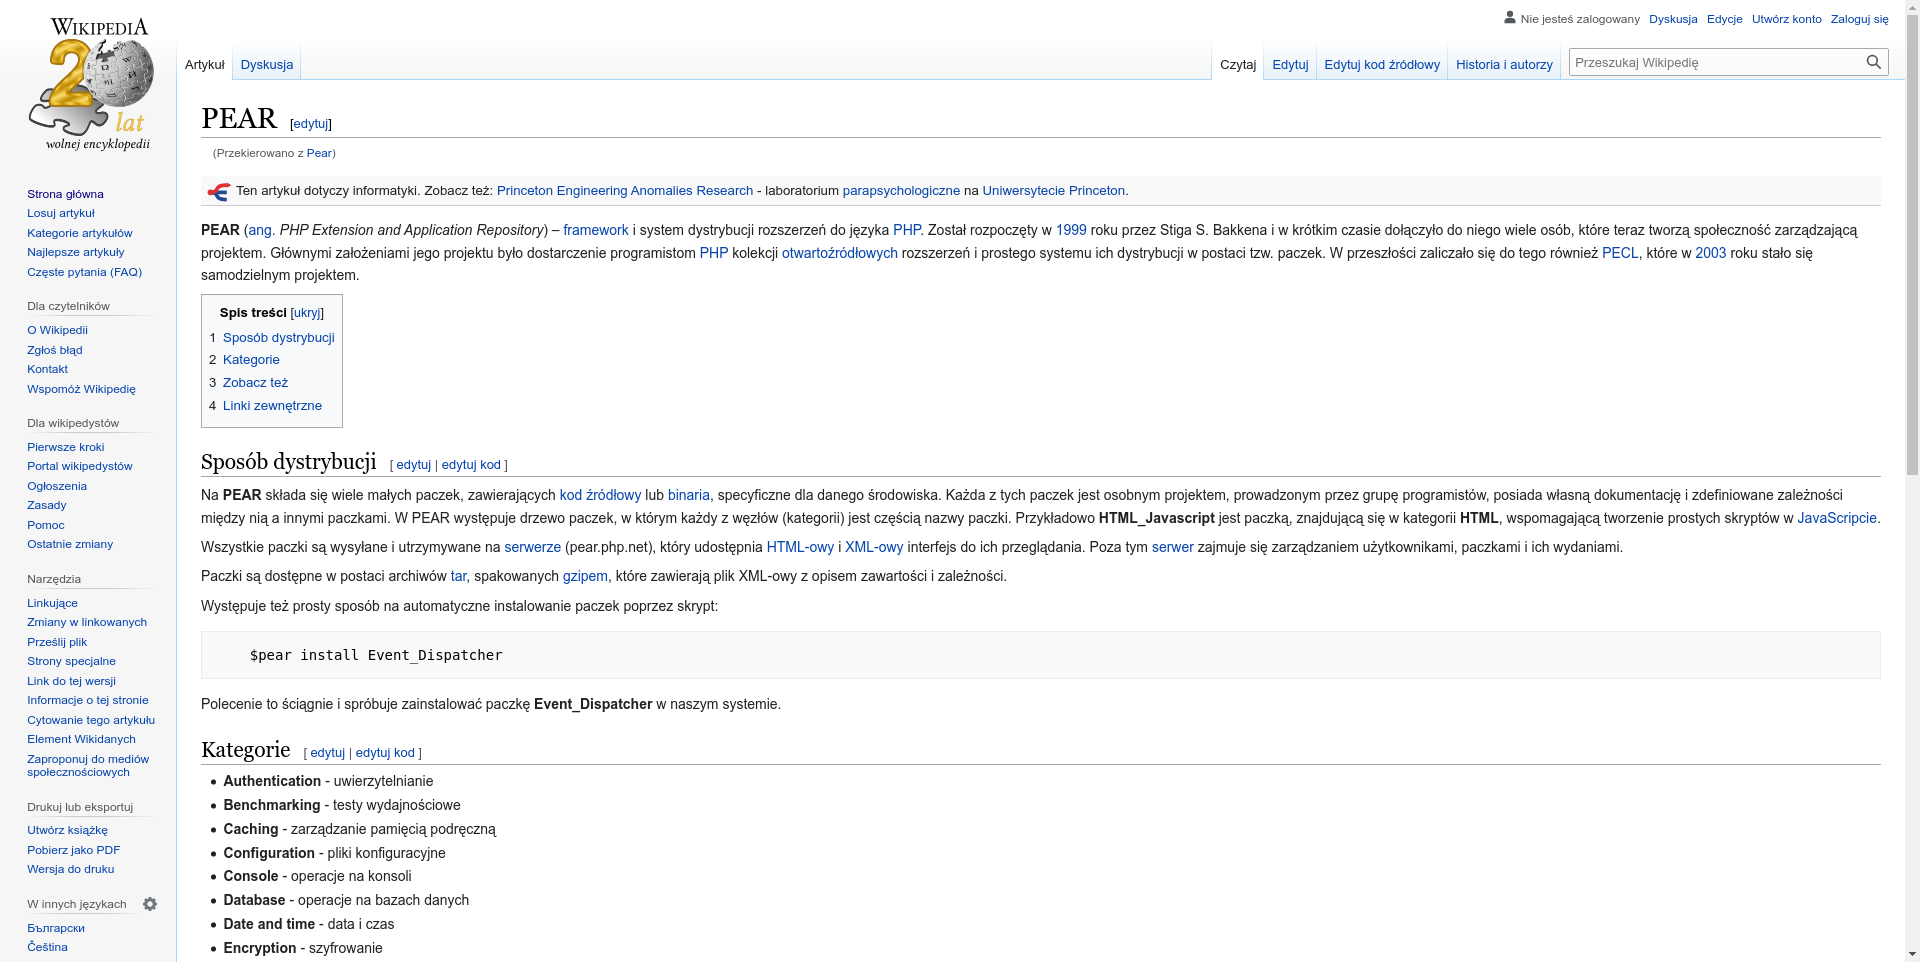 WIKIPEDIA
20
lat
wolnej encyklopedii
Nie jesteś zalogowany Dyskusja Edycje Utwórz konto Zaloguj się
Artykuł Dyskusja Czytaj Edytuj Edytuj kod źródłowy Historia i autorzy Przeszukaj Wikipedię
Strona główna
Losuj artykuł
Kategorie artykułów
Najlepsze artykuły
Częste pytania (FAQ)
Dla czytelników
O Wikipedii
Zgłoś błąd
Kontakt
Wspomóż Wikipedię
Dla wikipedystów
Pierwsze kroki
Portal wikipedystów
Ogłoszenia
Zasady
Pomoc
Ostatnie zmiany
Narzędzia
Linkujące
Zmiany w linkowanych
Prześlij plik
Strony specjalne
Link do tej wersji
Informacje o tej stronie
Cytowanie tego artykułu
Element Wikidanych
Zaproponuj do mediów
społecznościowych
Drukuj lub eksportuj
Utwórz książkę
Pobierz jako PDF
Wersja do druku
W innych językach
Български
Čeština
PEAR [edytuj]
(Przekierowano z Pear)
Ten artykuł dotyczy informatyki. Zobacz też: Princeton Engineering Anomalies Research - laboratorium parapsychologiczne na Uniwersytecie Princeton.
PEAR (ang. PHP Extension and Application Repository) – framework i system dystrybucji rozszerzeń do języka PHP. Został rozpoczęty w 1999 roku przez Stiga S. Bakkena i w krótkim czasie dołączyło do niego wiele osób, które teraz tworzą społeczność zarządzającą
projektem. Głównymi założeniami jego projektu było dostarczenie programistom PHP kolekcji otwartoźródłowych rozszerzeń i prostego systemu ich dystrybucji w postaci tzw. paczek. W przeszłości zaliczało się do tego również PECL, które w 2003 roku stało się
samodzielnym projektem.
Spis treści [ukryj]
1 Sposób dystrybucji
2 Kategorie
3 Zobacz też
4 Linki zewnętrzne
Sposób dystrybucji [ edytuj | edytuj kod ]
Na PEAR składa się wiele małych paczek, zawierających kod źródłowy lub binaria, specyficzne dla danego środowiska. Każda z tych paczek jest osobnym projektem, prowadzonym przez grupę programistów, posiada własną dokumentację i zdefiniowane zależności
między nią a innymi paczkami. W PEAR występuje drzewo paczek, w którym każdy z węzłów (kategorii) jest częścią nazwy paczki. Przykładowo HTML_Javascript jest paczką, znajdującą się w kategorii HTML, wspomagającą tworzenie prostych skryptów w JavaScripcie.
Wszystkie paczki są wysyłane i utrzymywane na serwerze (pear.php.net), który udostępnia HTML-owy i XML-owy interfejs do ich przeglądania. Poza tym serwer zajmuje się zarządzaniem użytkownikami, paczkami i ich wydaniami.
Paczki są dostępne w postaci archiwów tar, spakowanych gzipem, które zawierają plik XML-owy z opisem zawartości i zależności.
Występuje też prosty sposób na automatyczne instalowanie paczek poprzez skrypt:
$pear install Event_Dispatcher
Polecenie to ściągnie i spróbuje zainstalować paczkę Event_Dispatcher w naszym systemie.
Kategorie [ edytuj | edytuj kod ]
Authentication - uwierzytelnianie
Benchmarking - testy wydajnościowe
Caching - zarządzanie pamięcią podręczną
Configuration - pliki konfiguracyjne
Console - operacje na konsoli
Database - operacje na bazach danych
Date and time - data i czas
Encryption - szyfrowanie